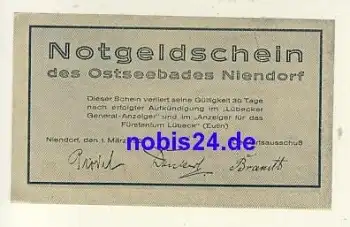 Notgeldschein
des Ostseebades Niendorf
Dieser Schein verliert seine Gültigkeit 30 Tage
nach erfolgter Aufkündigung im „Lübecker
General-Anzeiger“ und im „Anzeiger für das
Fürstentum Lübeck“ (Eutin)
nobis24.de
Niendorf, den 1. März
Brandt